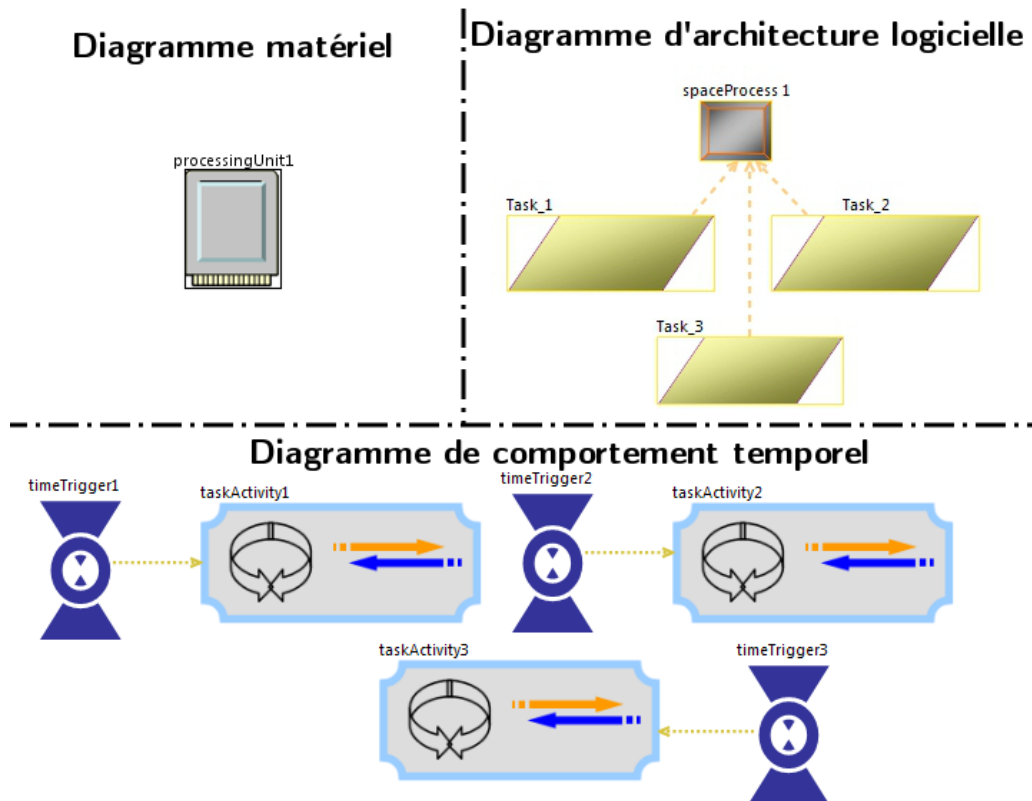 Diagramme matériel
processingUnit1
Diagramme d'architecture logicielle
spaceProcess 1
Task_1
Task_2
Task_3
Diagramme de comportement temporel
timeTrigger1
taskActivity1
timeTrigger2
taskActivity2
taskActivity3
timeTrigger3